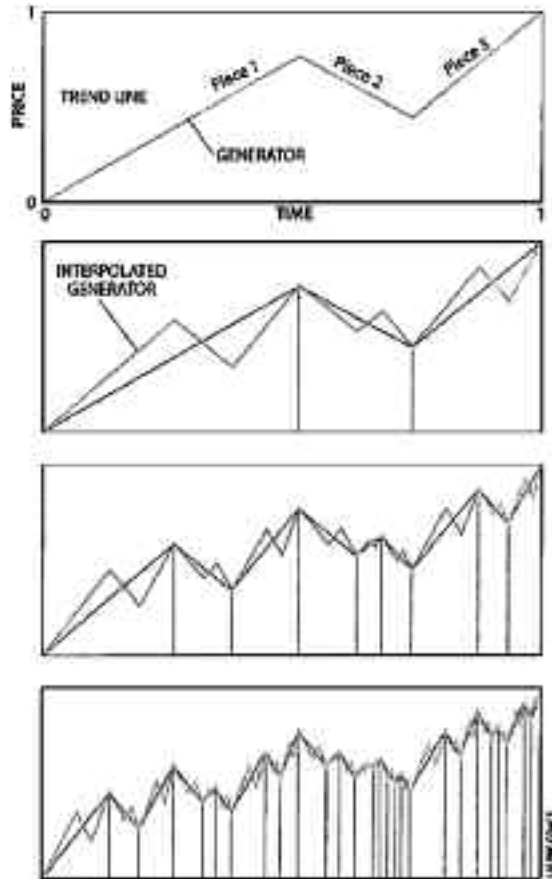 1
PRICE
TREND LINE
Piece 1
Piece 2
Piece 3
GENERATOR
0
0
TIME
1
INTERPOLATED
GENERATOR